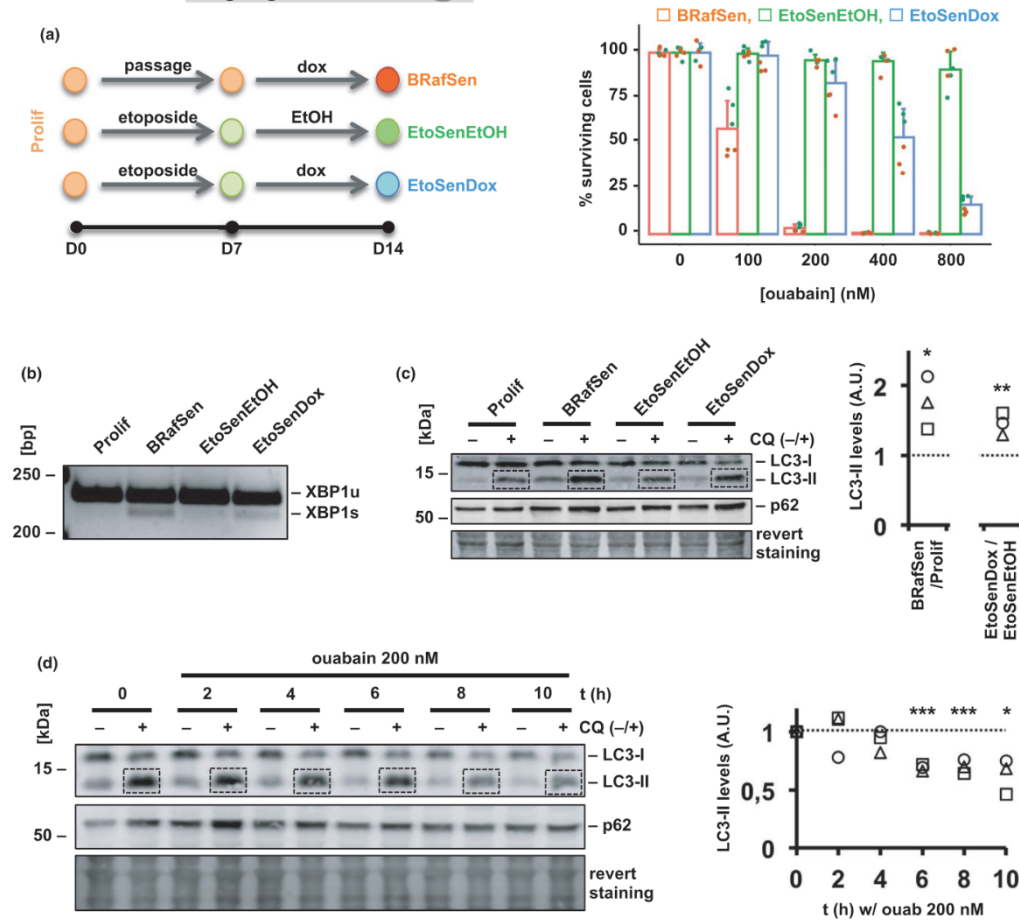 (a)
Prolif
passage
dox
BRafSen
etoposide
EtOH
EtoSenEtOH
etoposide
dox
EtoSenDox
D0
D7
D14
BRafSen, EtoSenEtOH, EtoSenDox
% surviving cells
100
75
50
25
0
0
100
200
400
800
[ouabain] (nM)
(b)
[bp]
Prolif
BRafSen
EtoSenEtOH
EtoSenDox
250 –
200 –
– XBP1u
– XBP1s
(c)
[kDa]
Prolif
BRafSen
EtoSenEtOH
EtoSenDox
– + – + – + – + CQ (–/+)
15 –
50 –
– LC3-I
– LC3-II
– p62
revert
staining
LC3-II levels (A.U.)
2
1
0
*
**
BRafSen
/Prolif
EtoSenDox /
EtoSenEtOH
(d)
ouabain 200 nM
0 2 4 6 8 10 t (h)
[kDa]
– + – + – + – + – + – + CQ (–/+)
15 –
50 –
– LC3-I
– LC3-II
– p62
revert
staining
LC3-II levels (A.U.)
1
0,5
0
*** *** *
0 2 4 6 8 10
t (h) w/ ouab 200 nM